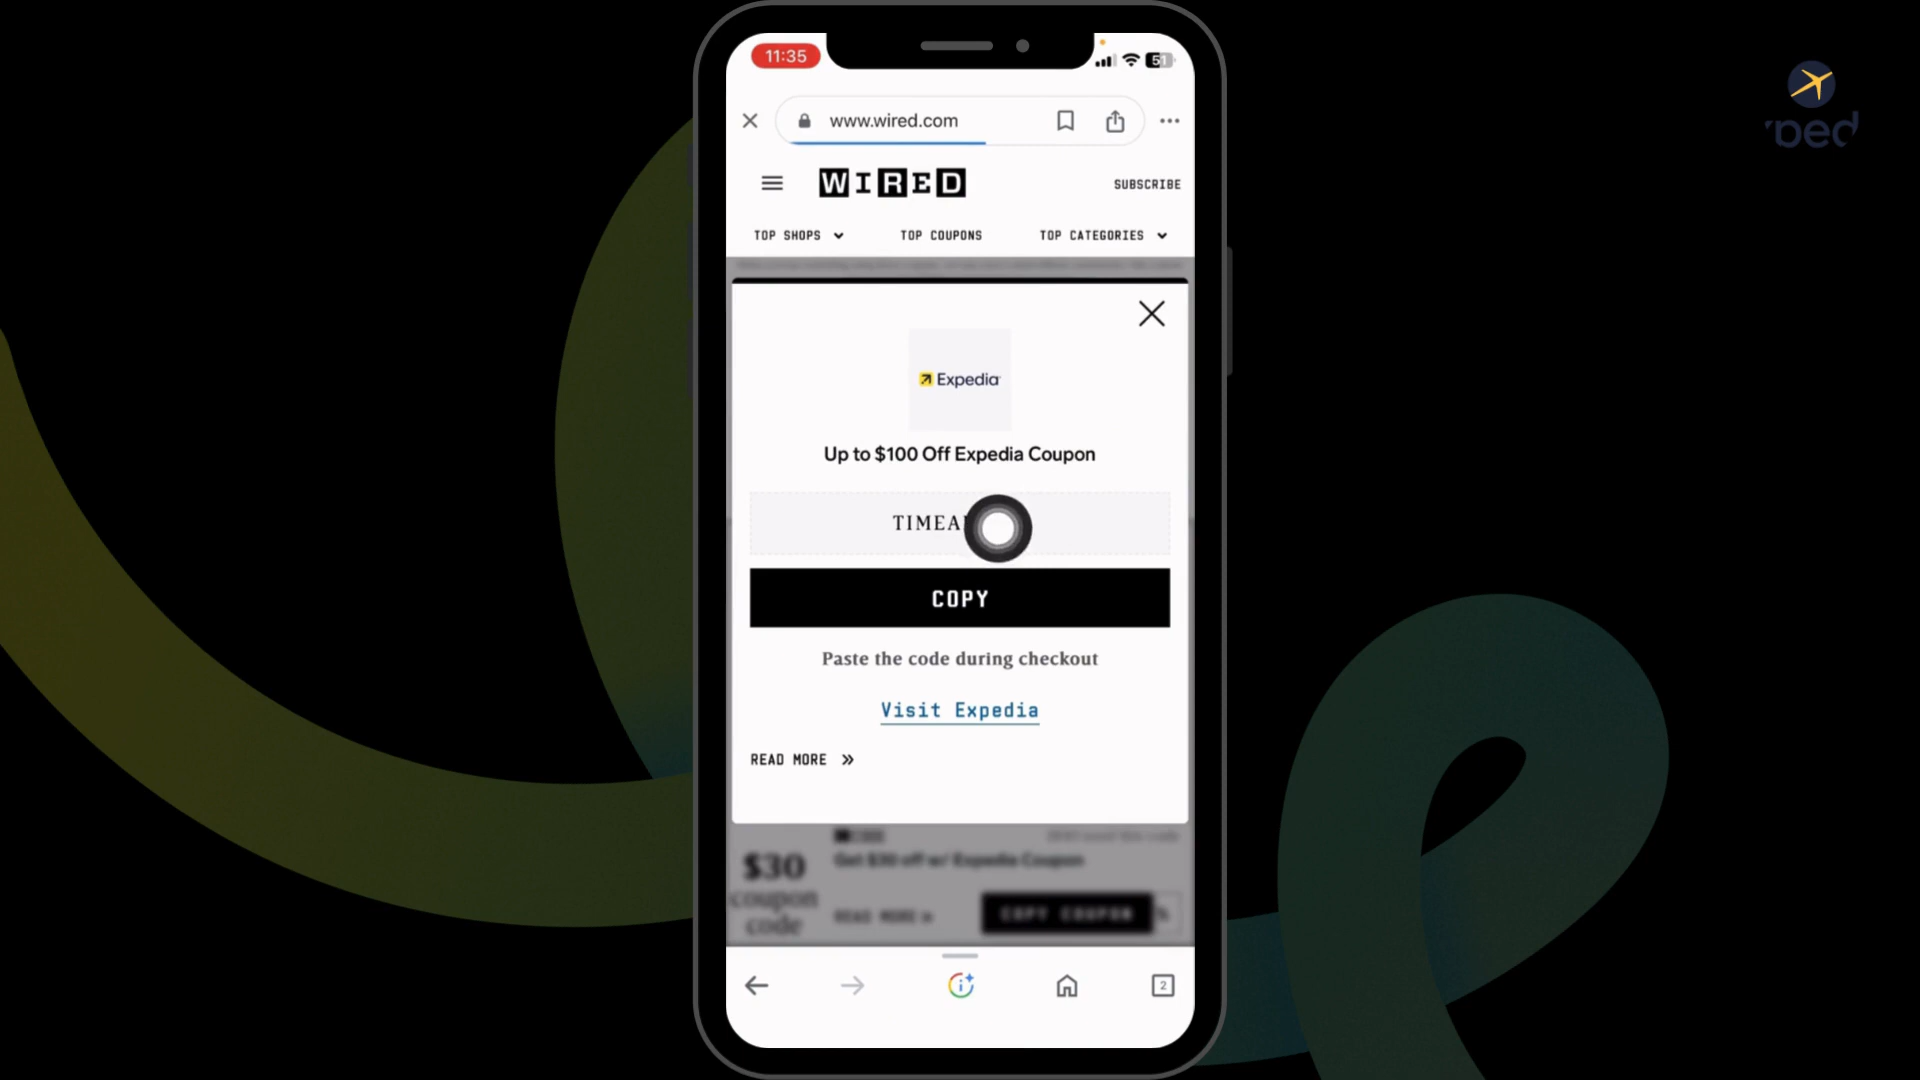 11:35
51
www.wired.com
WIRED
SUBSCRIBE
TOP SHOPS TOP COUPONS TOP CATEGORIES
Expedia
Up to $100 Off Expedia Coupon
COPY
Paste the code during checkout
Visit Expedia
READ MORE
Get $30 off w/ Expedia Coupon
$30
coupon
code
READ MORE
COPY COUPON
2